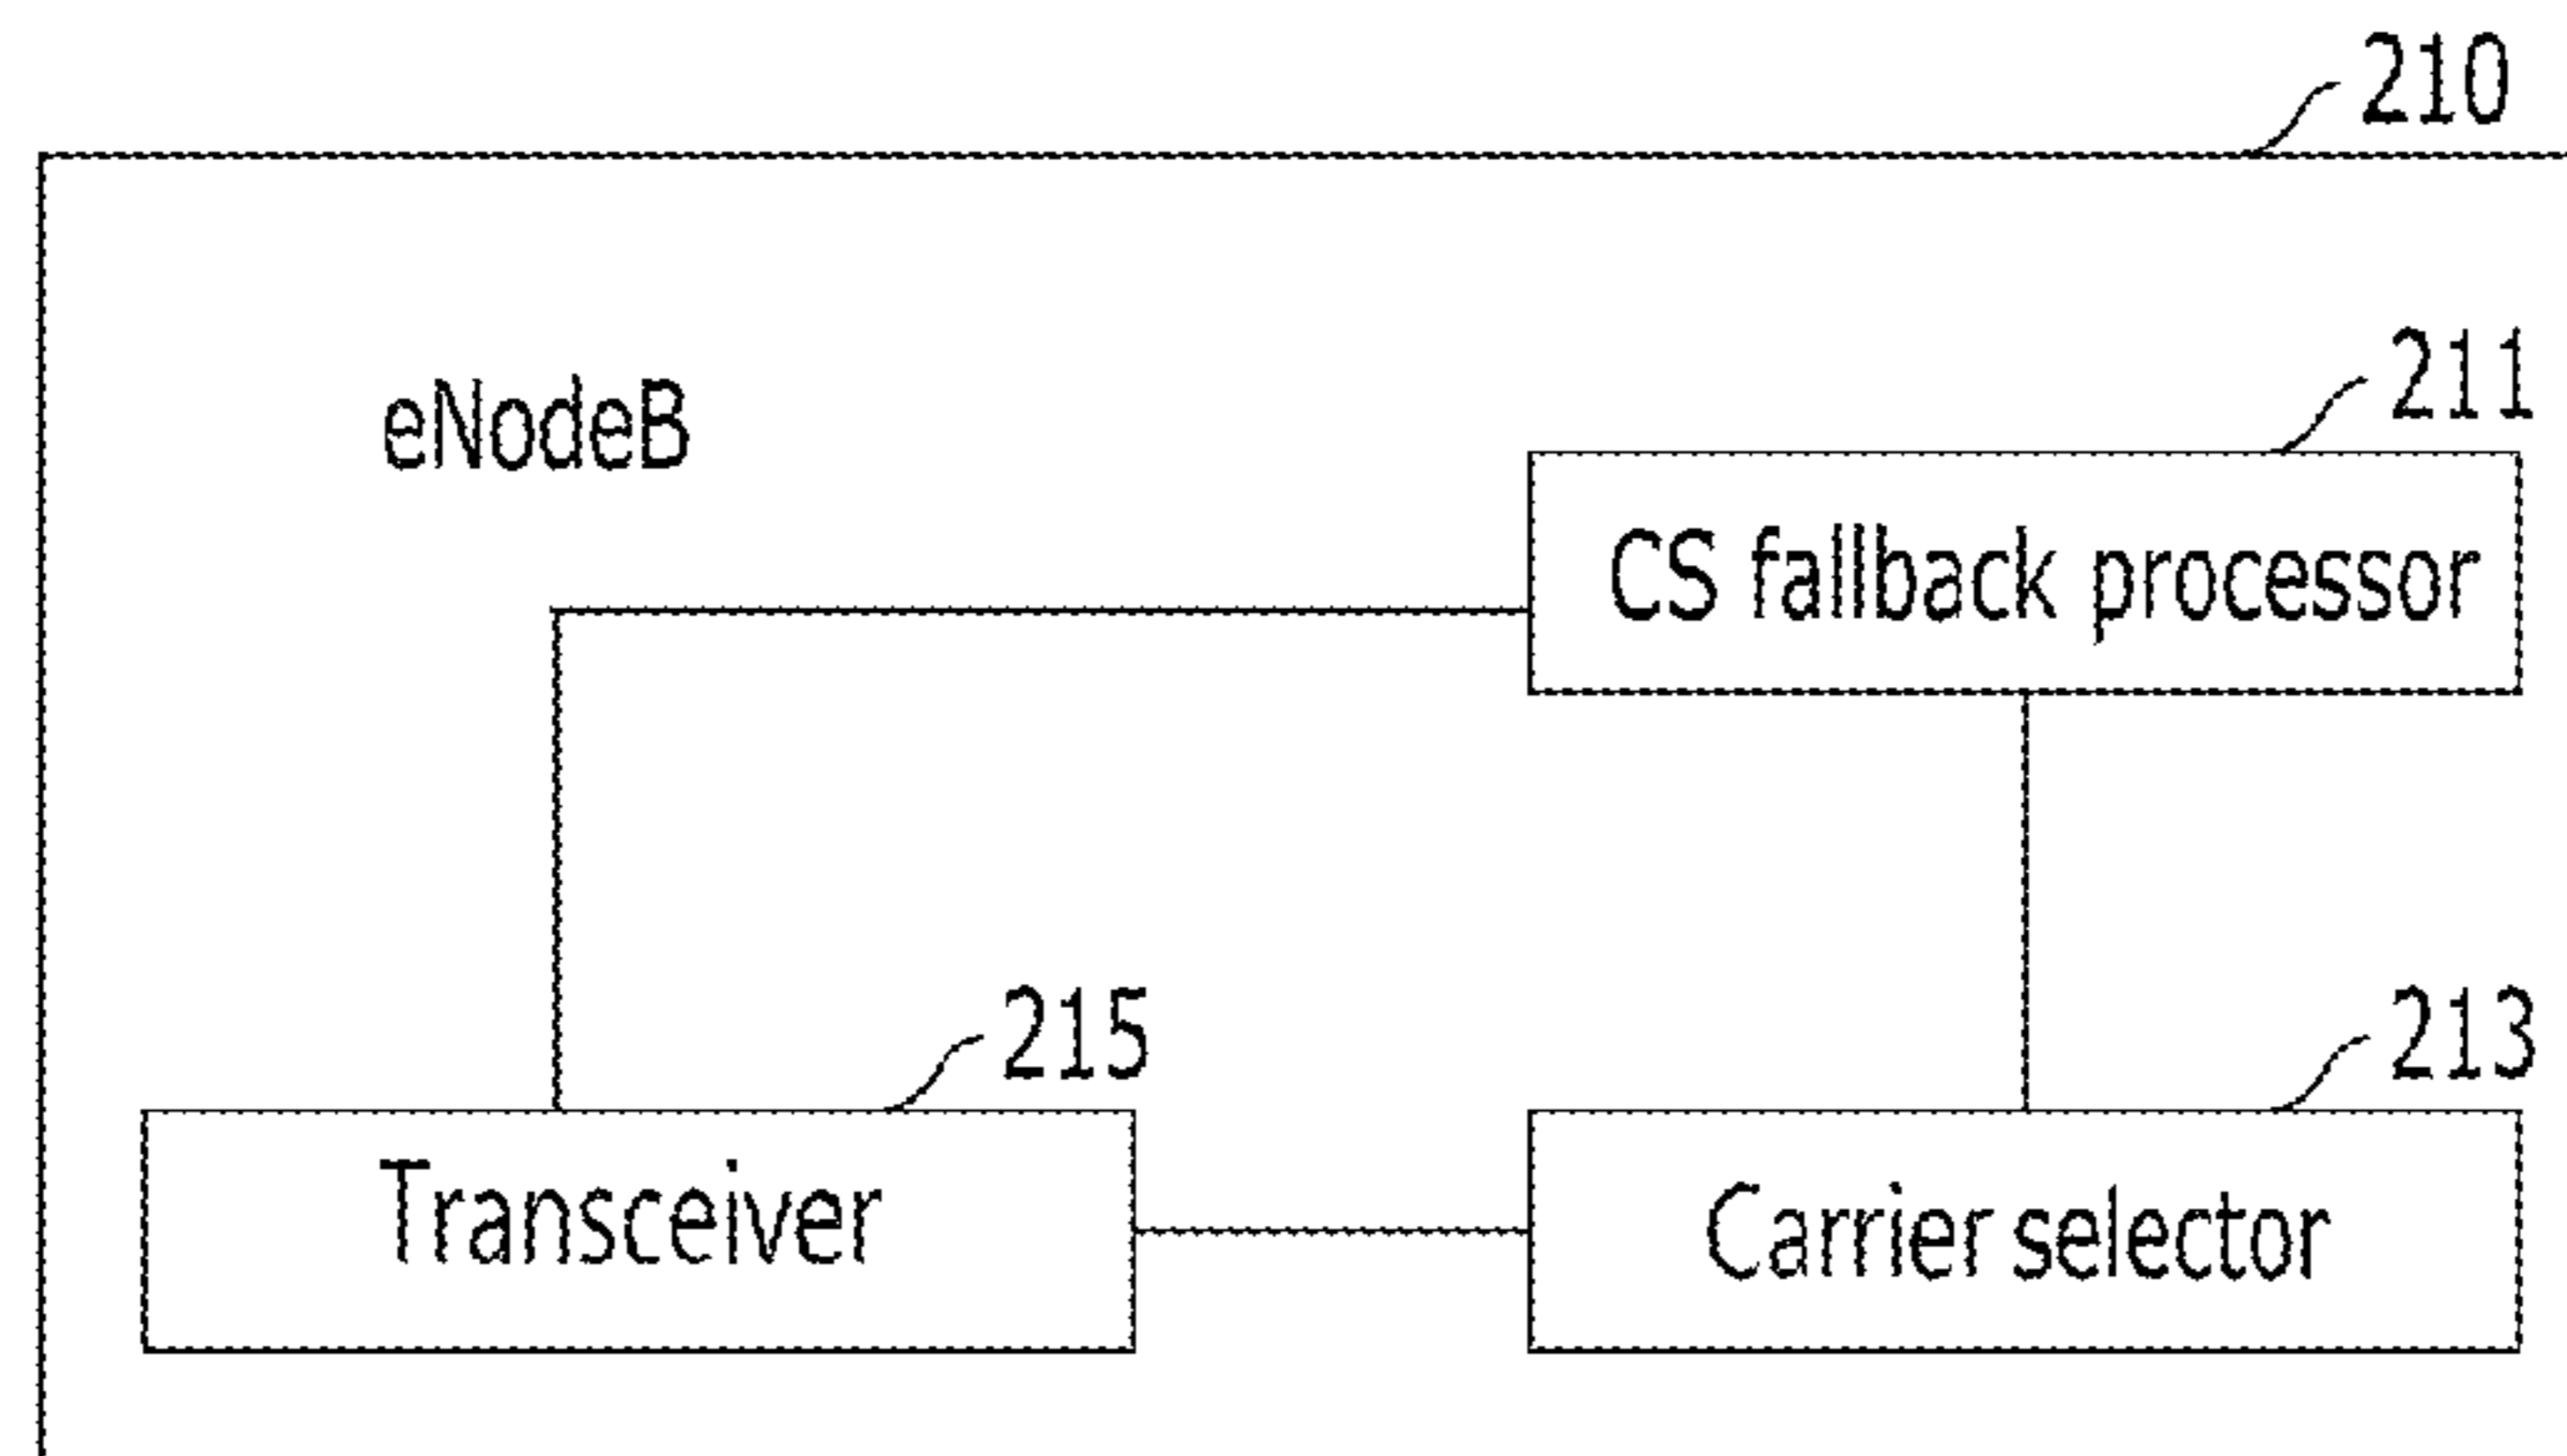 210
eNodeB
211
CS fallback processor
215
213
Transceiver
Carrier selector